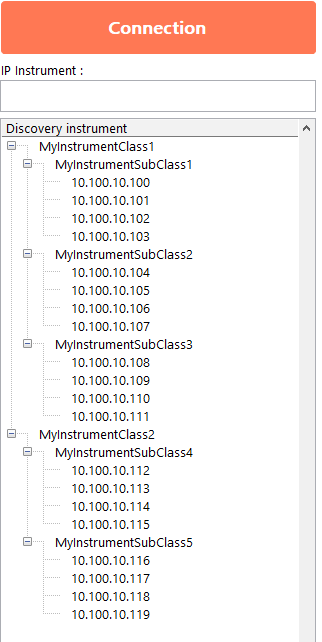 Connection
IP Instrument :
Discovery instrument
MyInstrumentClass1
MyInstrumentSubClass1
10.100.10.100
10.100.10.101
10.100.10.102
10.100.10.103
MyInstrumentSubClass2
10.100.10.104
10.100.10.105
10.100.10.106
10.100.10.107
MyInstrumentSubClass3
10.100.10.108
10.100.10.109
10.100.10.110
10.100.10.111
MyInstrumentClass2
MyInstrumentSubClass4
10.100.10.112
10.100.10.113
10.100.10.114
10.100.10.115
MyInstrumentSubClass5
10.100.10.116
10.100.10.117
10.100.10.118
10.100.10.119